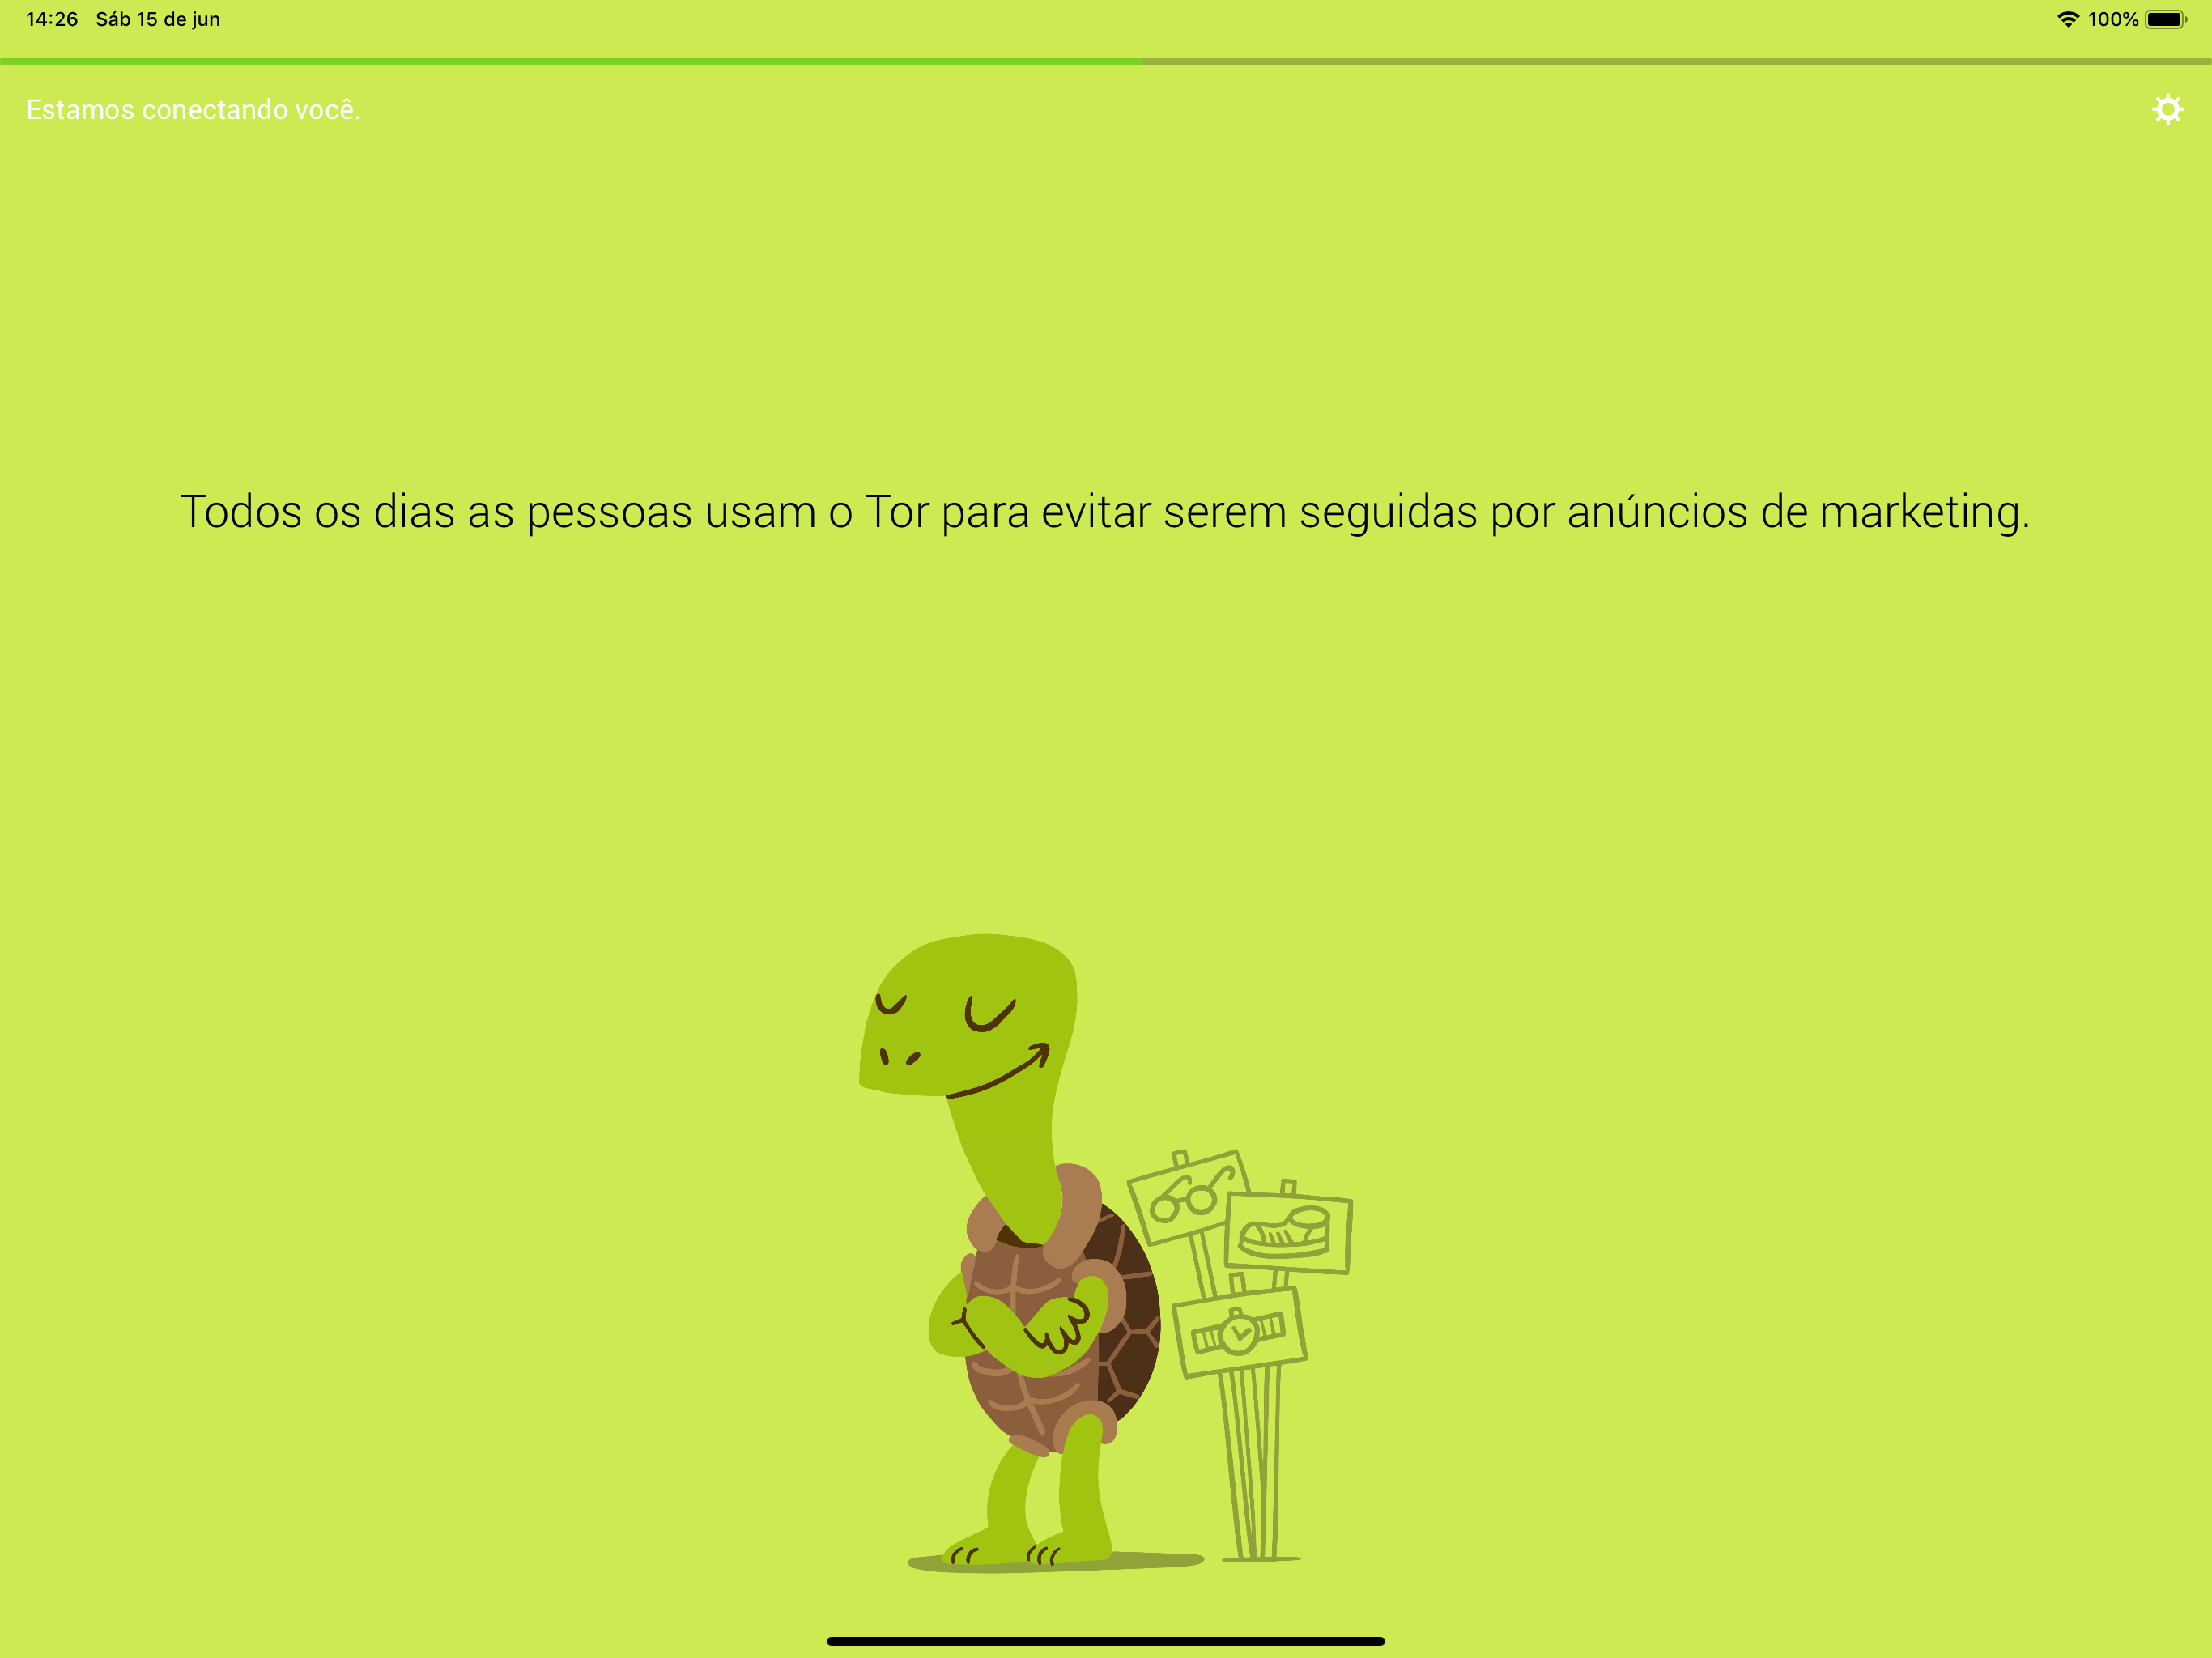 14:26 Sáb 15 de jun 100%
Estamos conectando você.
Todos os dias as pessoas usam o Tor para evitar serem seguidas por anúncios de marketing.